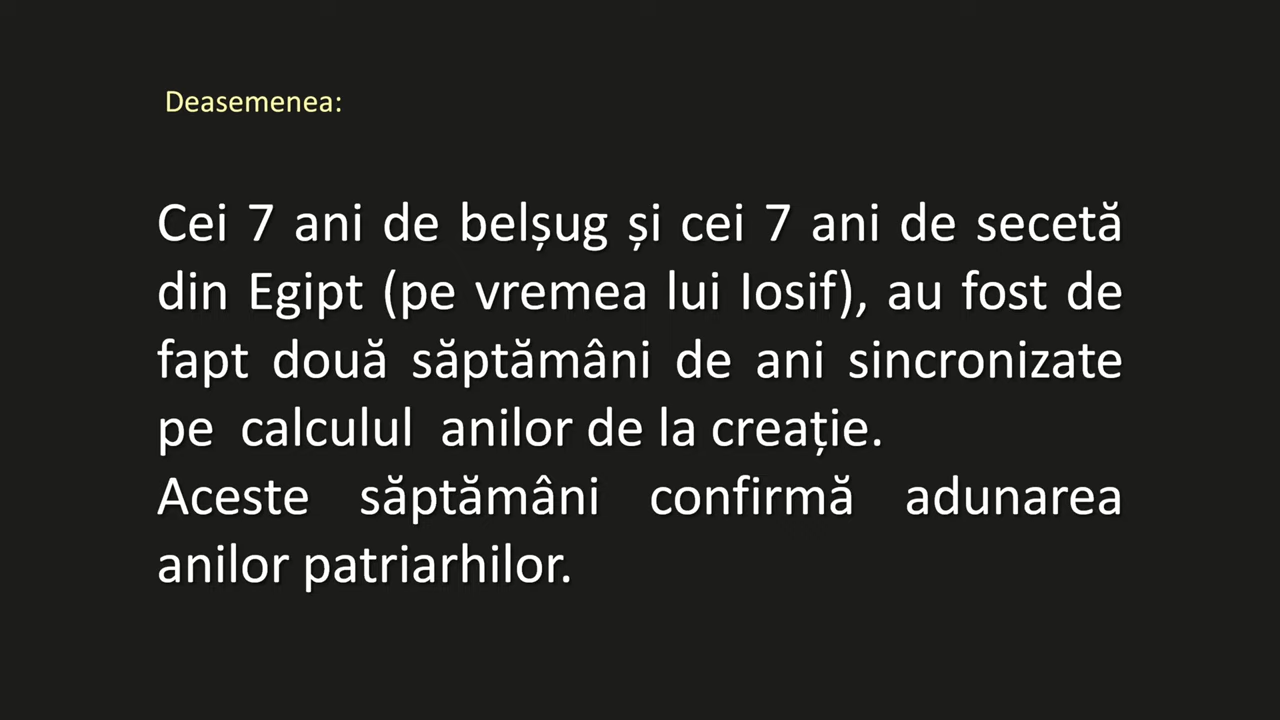 Deasemenea:
Cei 7 ani de belșug și cei 7 ani de secetă
din Egipt (pe vremea lui Iosif), au fost de
fapt două săptămâni de ani sincronizate
pe calculul anilor de la creație.
Aceste săptămâni confirmă adunarea
anilor patriarhilor.